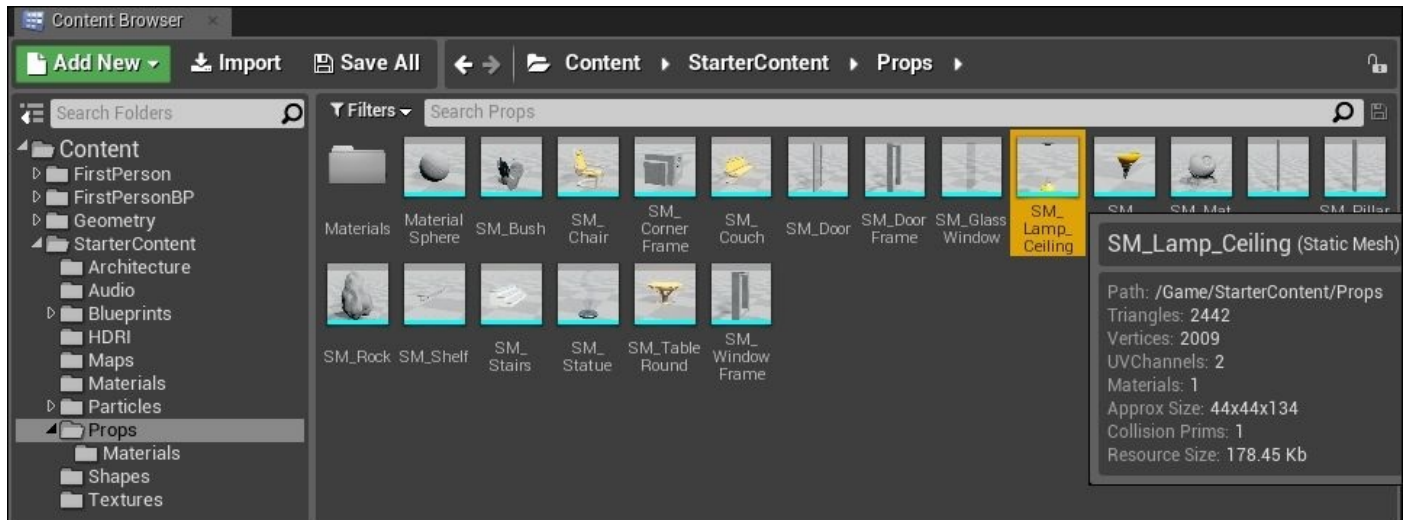 Content Browser
Add New Import Save All Content StarterContent Props
Search Folders
Filters Search Props
Content
FirstPerson
FirstPersonBP
Geometry
StarterContent
Architecture
Audio
Blueprints
HDRI
Maps
Materials
Particles
Props
Materials
Shapes
Textures
Materials
Material
Sphere
SM_Bush
SM_
Chair
SM_
Corner
Frame
SM_
Couch
SM_Door
SM_Door
Frame
SM_Glass
Window
SM_
Lamp_
Ceiling
SM_
SM_Mat
SM_Pillar
SM_Rock
SM_Shelf
SM_
Stairs
SM_
Statue
SM_Table
Round
SM_
Window
Frame
SM_Lamp_Ceiling (Static Mesh)
Path: /Game/StarterContent/Props
Triangles: 2442
Vertices: 2009
UVChannels: 2
Materials: 1
Approx Size: 44x44x134
Collision Prims: 1
Resource Size: 178.45 Kb